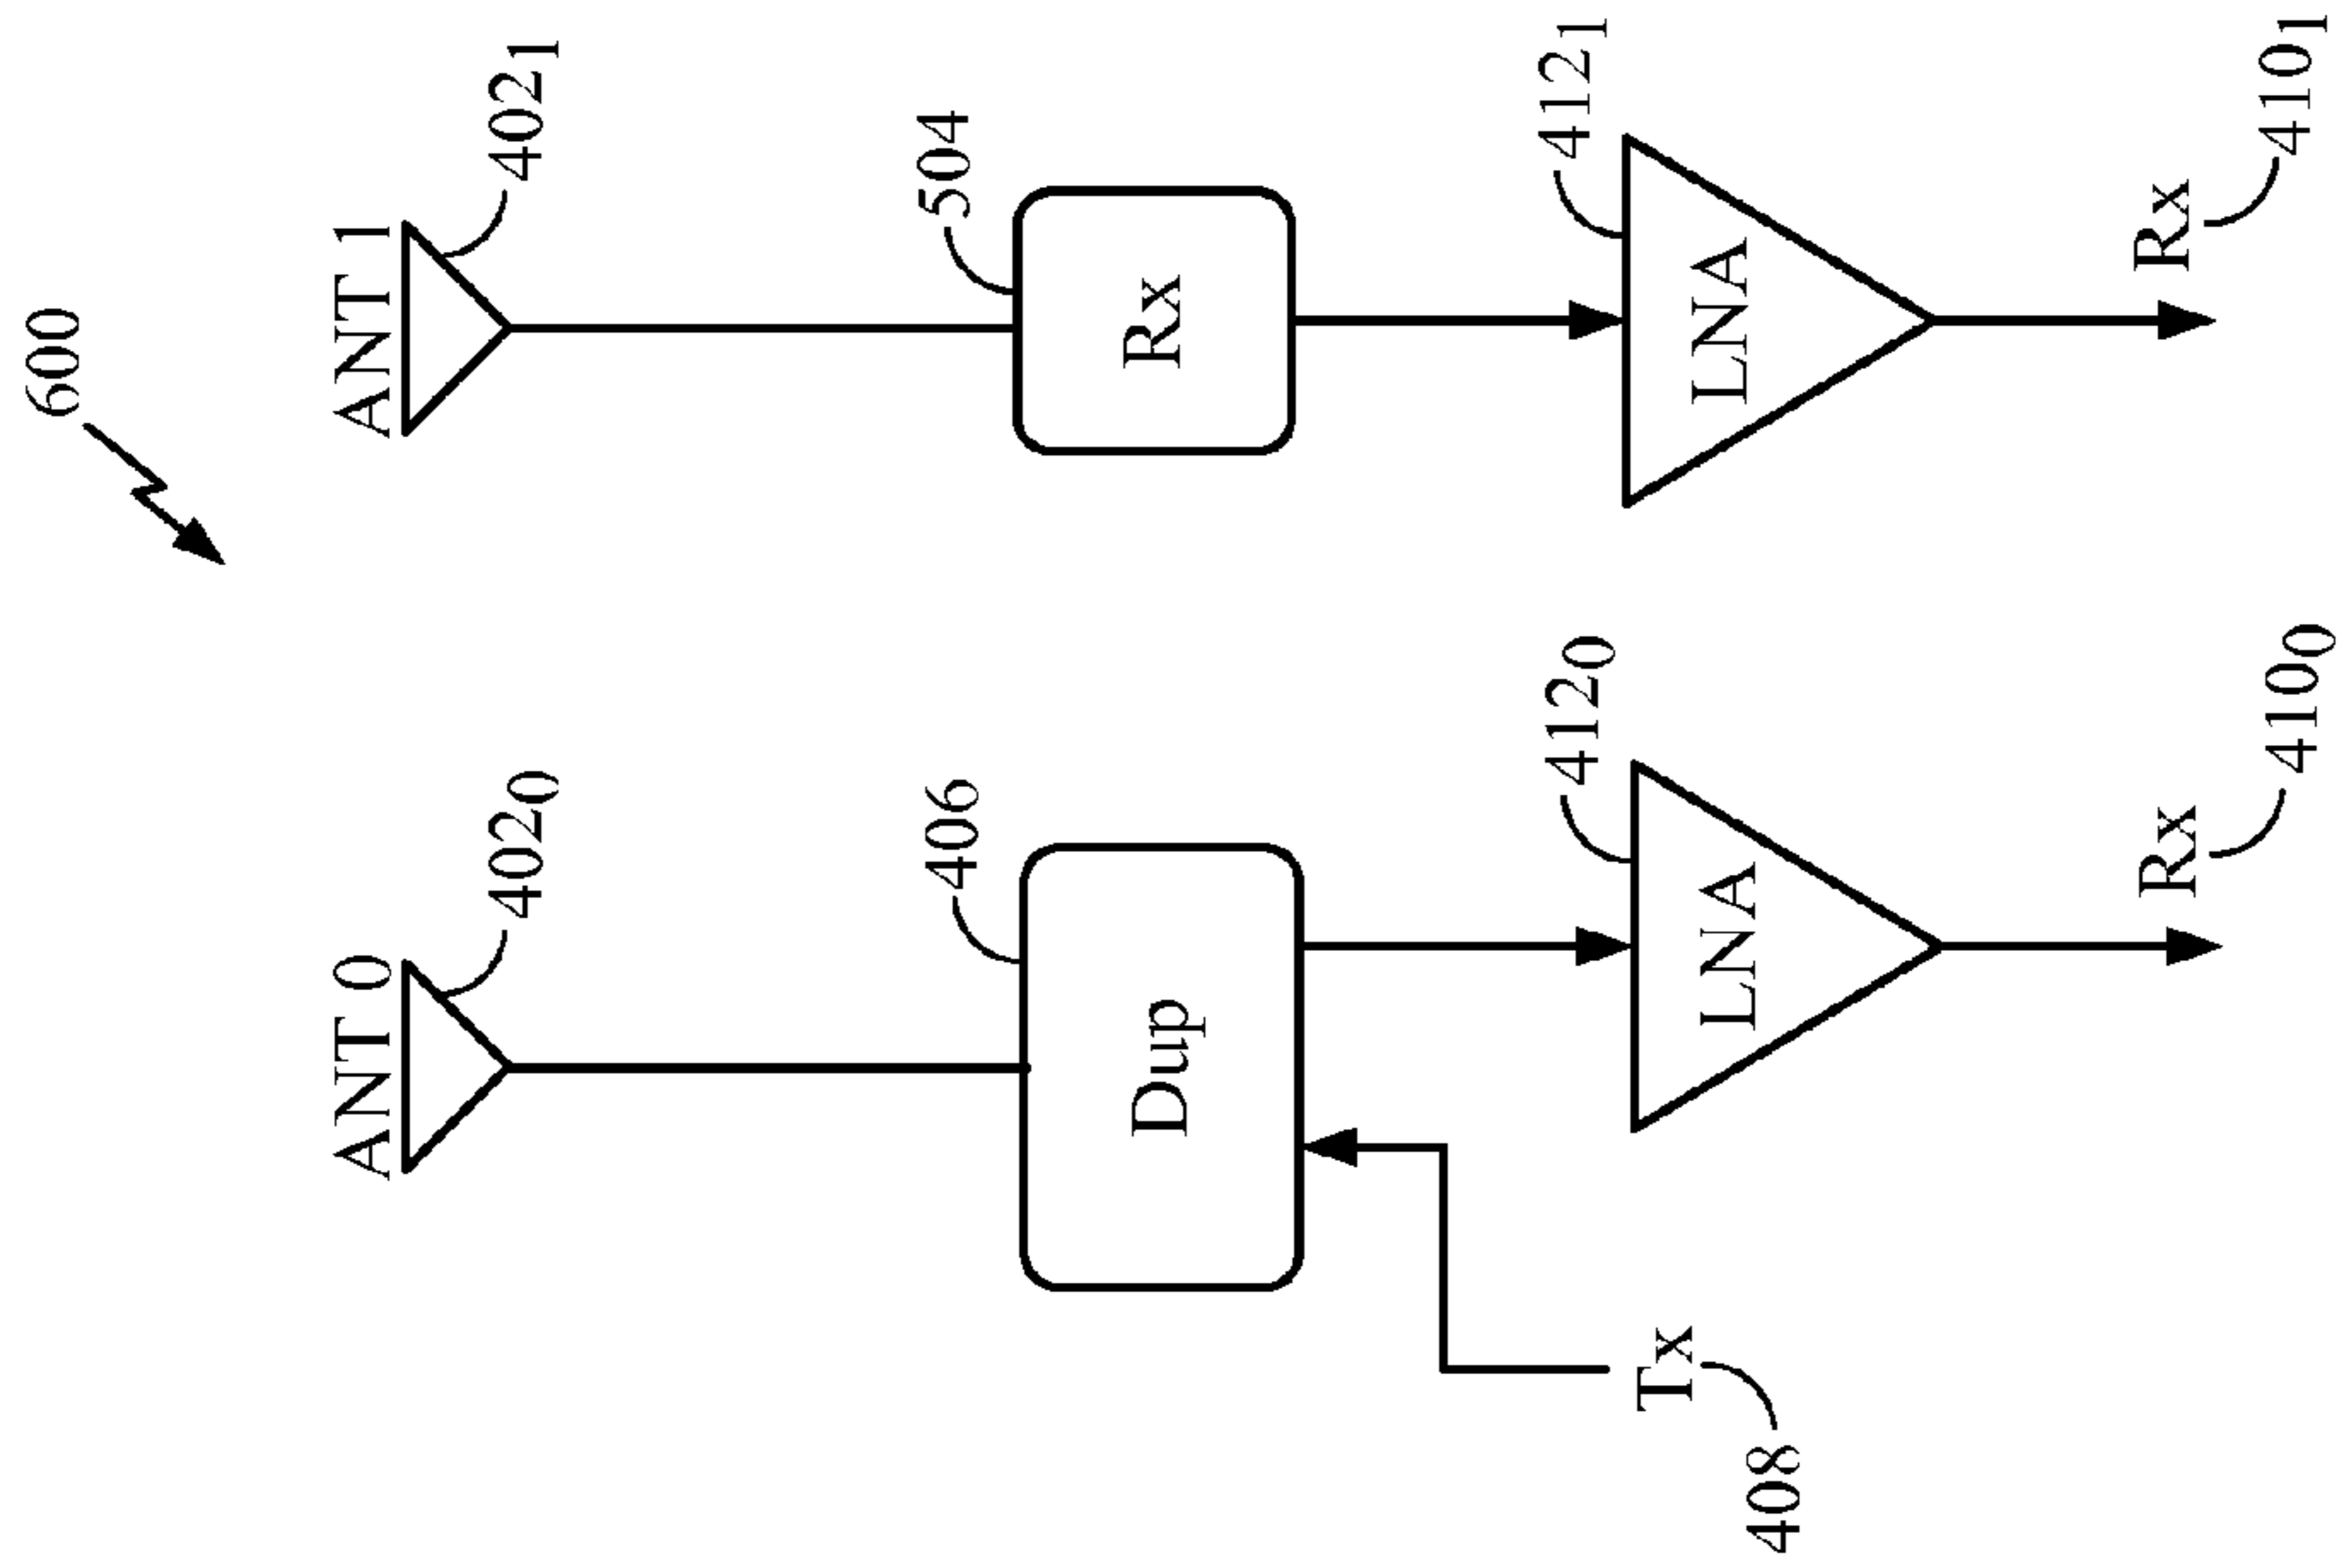 600
ANT 0
402₀
406
Dup
Tx
408
412₀
LNA
Rx
410₀
ANT 1
402₁
504
Rx
412₁
LNA
Rx
410₁